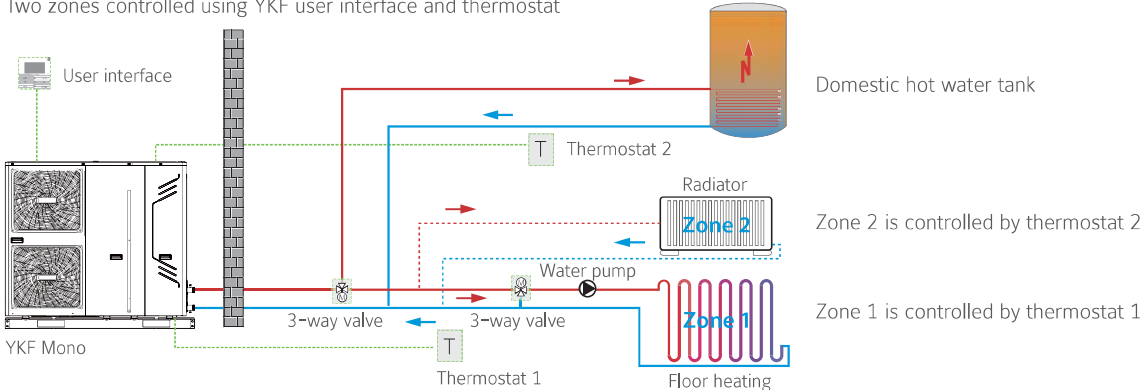 Two zones controlled using YKF user interface and thermostat
User interface
Domestic hot water tank
T
Thermostat 2
Radiator
Zone 2
Zone 2 is controlled by thermostat 2
Water pump
3-way valve
3-way valve
Zone 1
Zone 1 is controlled by thermostat 1
YKF Mono
T
Thermostat 1
Floor heating